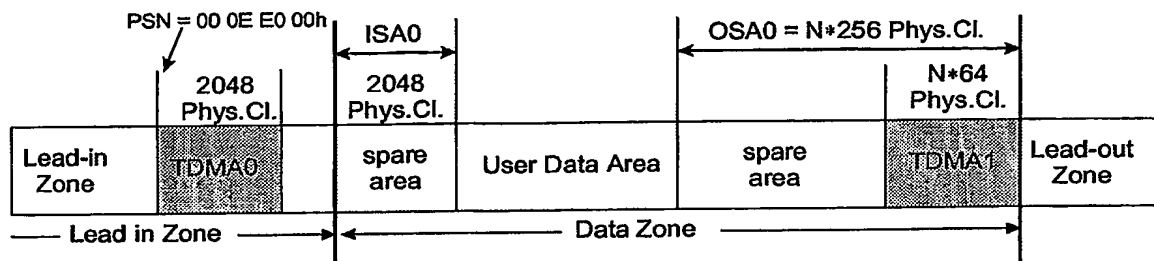 PSN = 00 0E E0 00h
ISA0
OSA0 = N*256 Phys.Cl.
2048
Phys.Cl.
2048
Phys.Cl.
N*64
Phys.Cl.
Lead-in
Zone
TDMA0
spare
area
User Data Area
spare
area
TDMA1
Lead-out
Zone
Lead in Zone
Data Zone